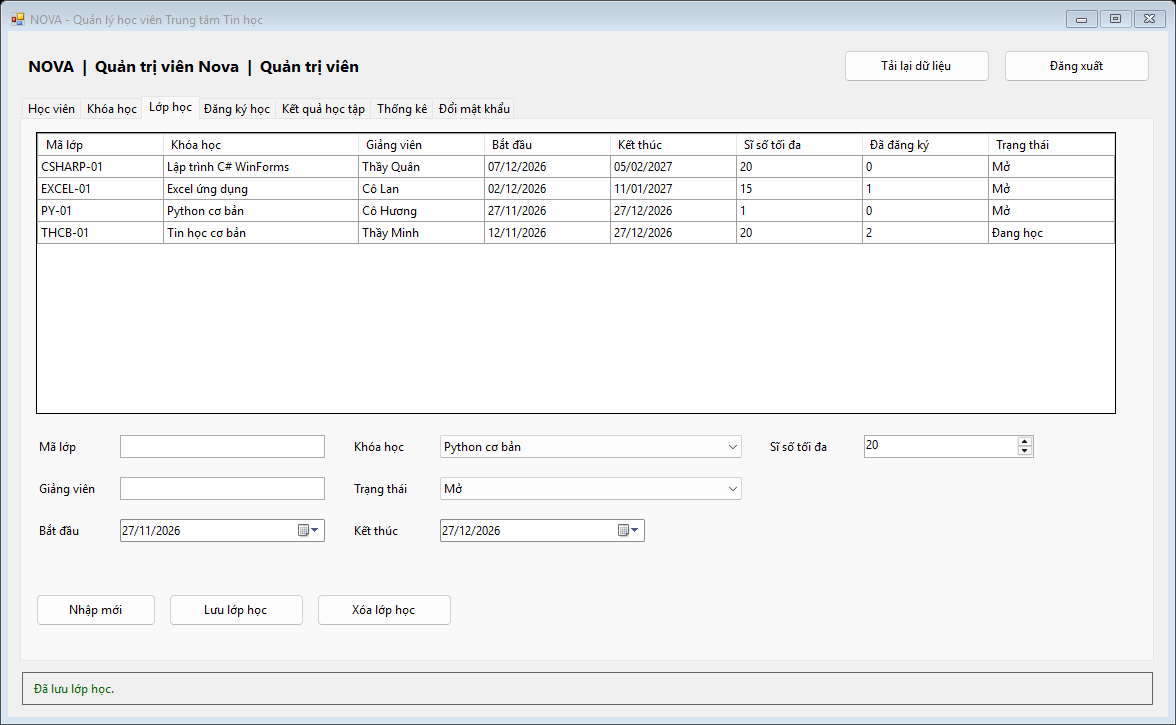 NOVA - Quản lý học viên Trung tâm Tin học
NOVA | Quản trị viên Nova | Quản trị viên
Tải lại dữ liệu
Đăng xuất
Học viên Khóa học Lớp học Đăng ký học Kết quả học tập Thống kê Đổi mật khẩu
Mã lớp Khóa học Giảng viên Bắt đầu Kết thúc Sĩ số tối đa Đã đăng ký Trạng thái
CSHARP-01 Lập trình C# WinForms Thầy Quân 07/12/2026 05/02/2027 20 0 Mở
EXCEL-01 Excel ứng dụng Cô Lan 02/12/2026 11/01/2027 15 1 Mở
PY-01 Python cơ bản Cô Hương 27/11/2026 27/12/2026 1 0 Mở
THCB-01 Tin học cơ bản Thầy Minh 12/11/2026 27/12/2026 20 2 Đang học
Mã lớp Khóa học Python cơ bản Sĩ số tối đa 20
Giảng viên Trạng thái Mở
Bắt đầu 27/11/2026 Kết thúc 27/12/2026
Nhập mới Lưu lớp học Xóa lớp học
Đã lưu lớp học.